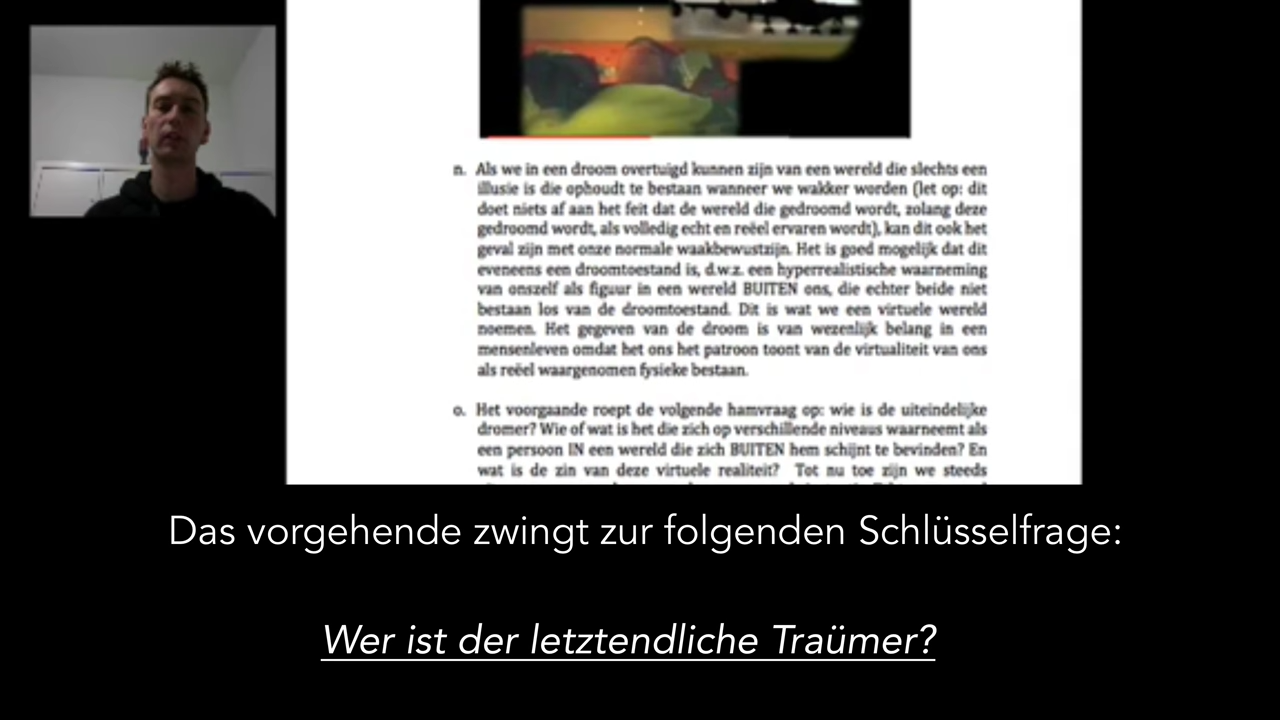 n. Als we in een droom overtuigd kunnen zijn van een wereld die slechts een
illusie is die ophoudt te bestaan wanneer we wakker worden (let op: dit
doet niets af aan het feit dat de wereld die gedroomd wordt, zolang deze
gedroomd wordt, als volledig echt en reëel ervaren wordt), kan dit ook het
geval zijn met onze normale waakbewustzijn. Het is goed mogelijk dat dit
eveneens een droomtoestand is, d.w.z. een hyperrealistische waarneming
van onszelf als figuur in een wereld BUITEN ons, die echter beide niet
bestaan los van de droomtoestand. Dit is wat we een virtuele wereld
noemen. Het gegeven van de droom is van wezenlijk belang in een
mensenleven omdat het ons het patroon toont van de virtualiteit van ons
als reëel waargenomen fysieke bestaan.
o. Het voorgaande roept de volgende hamvraag op: wie is de uiteindelijke
dromer? Wie of wat is het die zich op verschillende niveaus waarneemt als
een persoon IN een wereld die zich BUITEN hem schijnt te bevinden? En
wat is de zin van deze virtuele realiteit? Tot nu toe zijn we steeds
Das vorgehende zwingt zur folgenden Schlüsselfrage:
Wer ist der letztendliche Traümer?